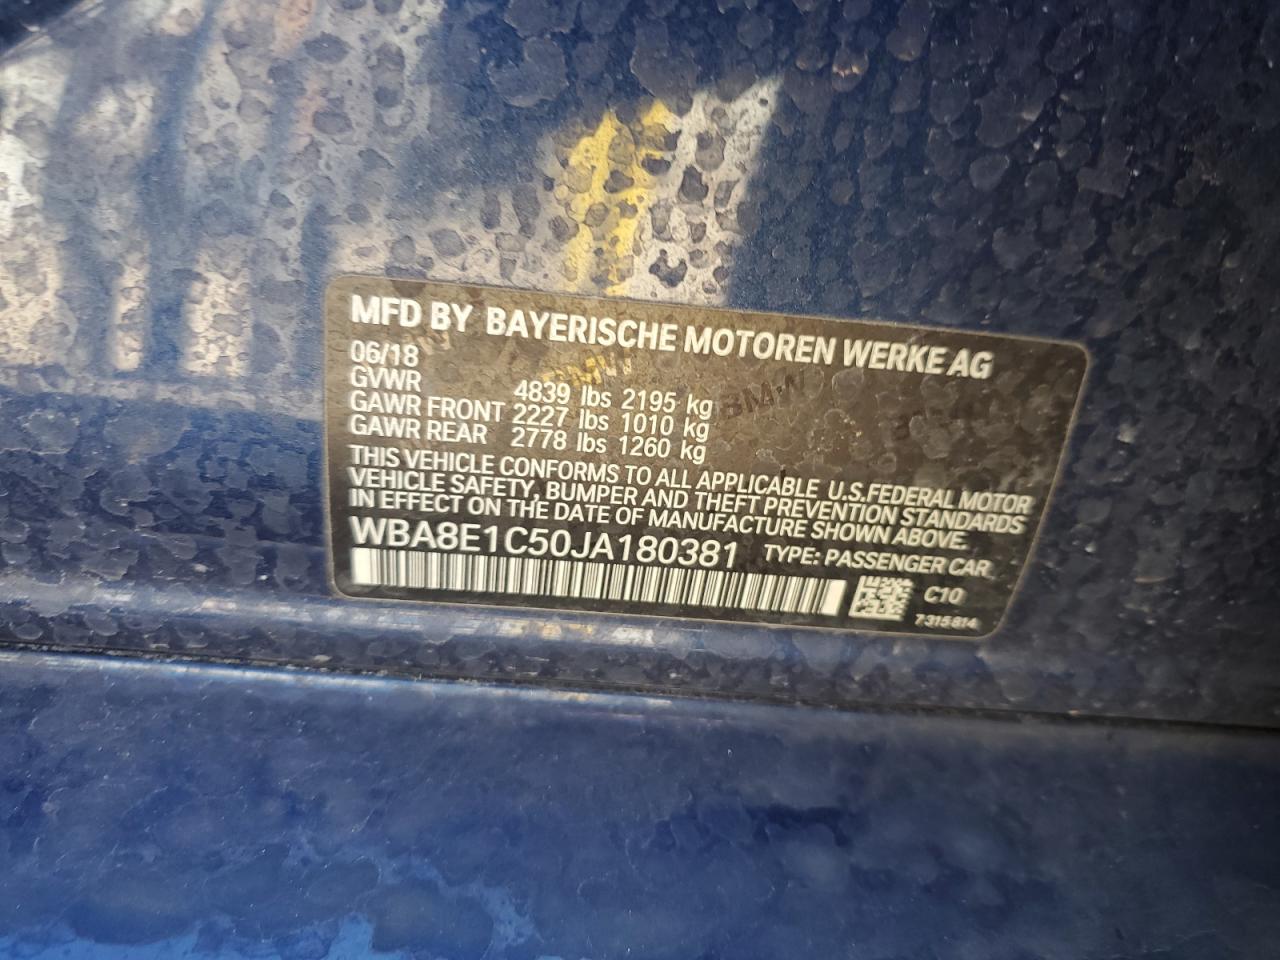 MFD BY BAYERISCHE MOTOREN WERKE AG
06/18
GVWR 4839 lbs 2195 kg
GAWR FRONT 2227 lbs 1010 kg
GAWR REAR 2778 lbs 1260 kg
THIS VEHICLE CONFORMS TO ALL APPLICABLE U.S.FEDERAL MOTOR
VEHICLE SAFETY, BUMPER AND THEFT PREVENTION STANDARDS
IN EFFECT ON THE DATE OF MANUFACTURE SHOWN ABOVE.
WBA8E1C50JA180381 TYPE: PASSENGER CAR
C10
7315814
BMW
BMW